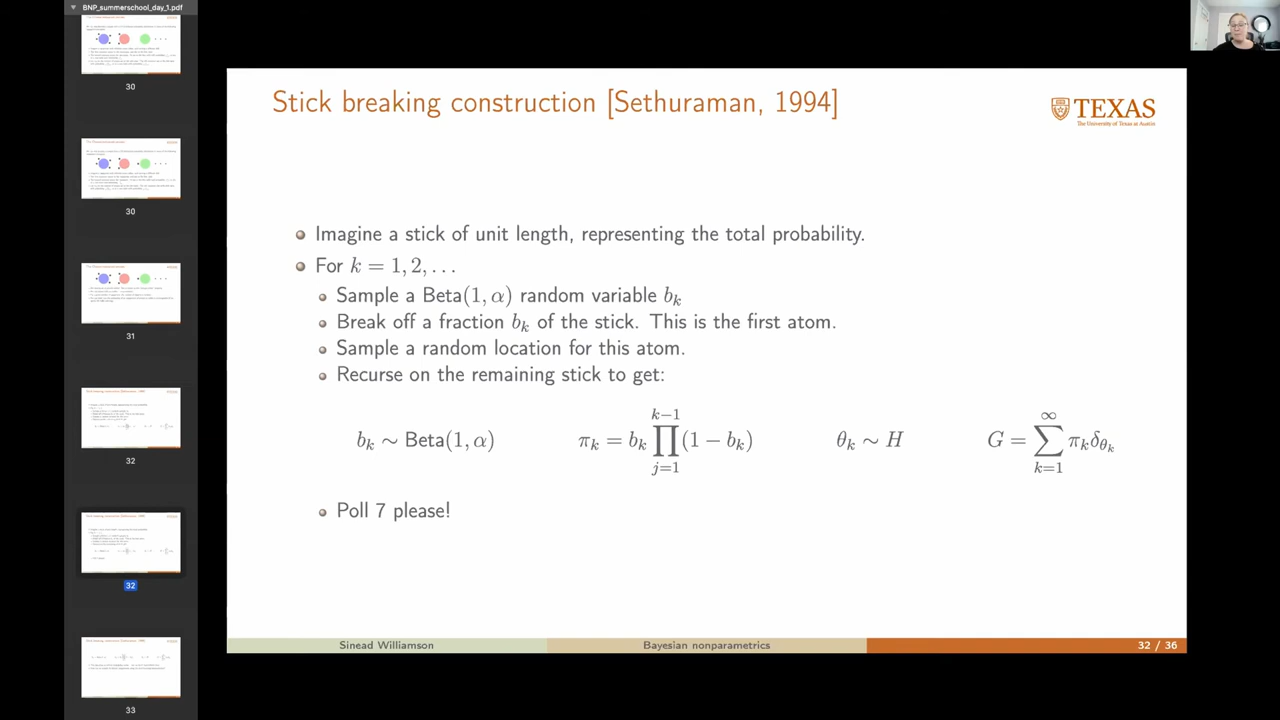 BNP_summerschool_day_1.pdf
30
30
31
32
32
33
Stick breaking construction [Sethuraman, 1994]
TEXAS
The University of Texas at Austin
Imagine a stick of unit length, representing the total probability.
For k = 1, 2, . . .
Sample a Beta(1, α) random variable b_k
Break off a fraction b_k of the stick. This is the first atom.
Sample a random location for this atom.
Recurse on the remaining stick to get:
b_k ∼ Beta(1, α) π_k = b_k ∏_{j=1}^{k−1} (1 − b_k) θ_k ∼ H G = ∑_{k=1}^{∞} π_k δ_{θ_k}
Poll 7 please!
Sinead Williamson Bayesian nonparametrics 32 / 36